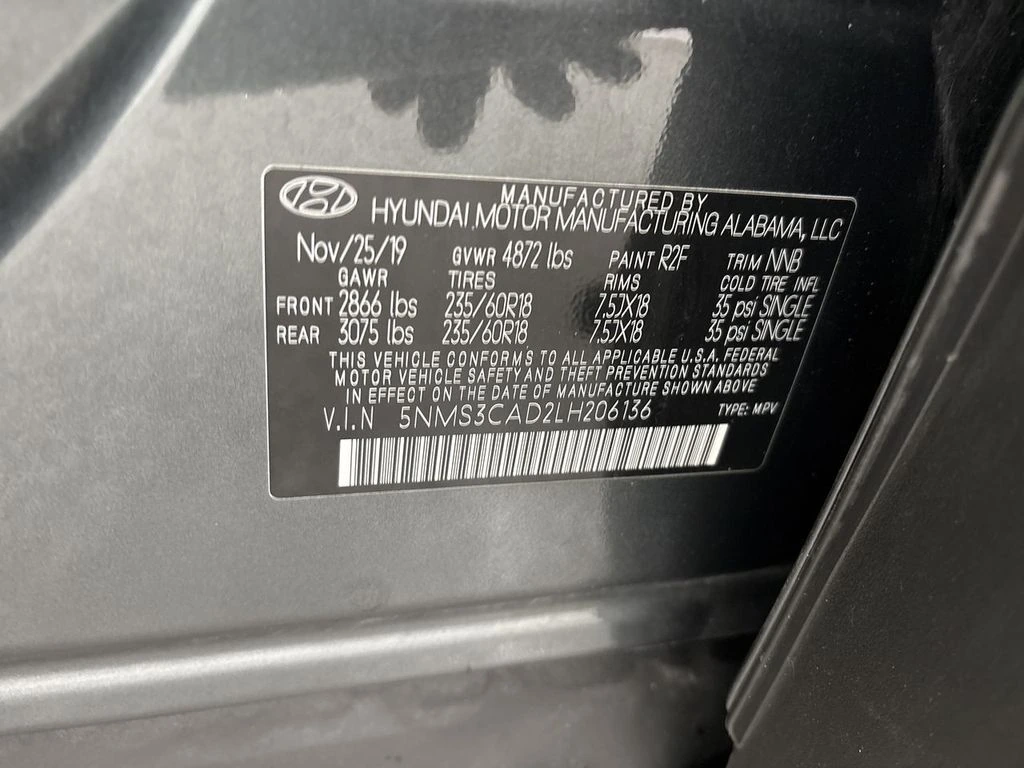 MANUFACTURED BY
HYUNDAI MOTOR MANUFACTURING ALABAMA, LLC
Nov/25/19 GVWR 4872 lbs PAINT R2F TRIM NNB
GAWR TIRES RIMS COLD TIRE INFL
FRONT 2866 lbs 235/60R18 7.5JX18 35 psi SINGLE
REAR 3075 lbs 235/60R18 7.5JX18 35 psi SINGLE
THIS VEHICLE CONFORMS TO ALL APPLICABLE U.S.A. FEDERAL
MOTOR VEHICLE SAFETY AND THEFT PREVENTION STANDARDS
IN EFFECT ON THE DATE OF MANUFACTURE SHOWN ABOVE
V.I.N 5NMS3CAD2LH206136 TYPE: MPV